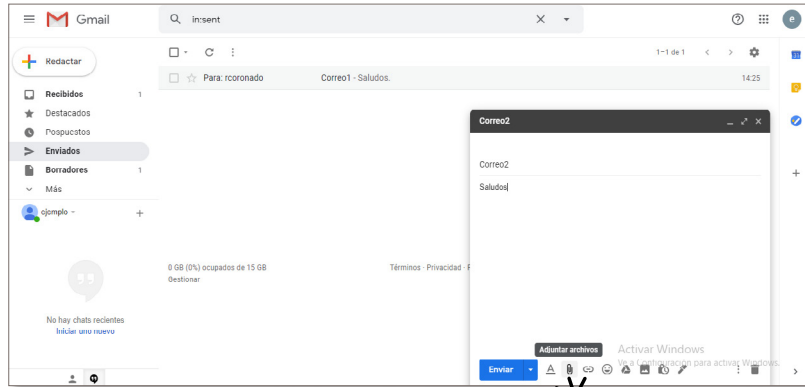 Gmail
in:sent
e
Redactar
1-1 de 1
Para: rcoronado Correo1 - Saludos. 14:25
Recibidos 1
Destacados
Pospuestos
Enviados
Borradores 1
Más
ejemplo
No hay chats recientes
Iniciar uno nuevo
0 GB (0%) ocupados de 15 GB
Gestionar
Términos · Privacidad ·
Correo2
Correo2
Saludos
Adjuntar archivos
Enviar
Activar Windows
Ve a Configuración para activar Windows.